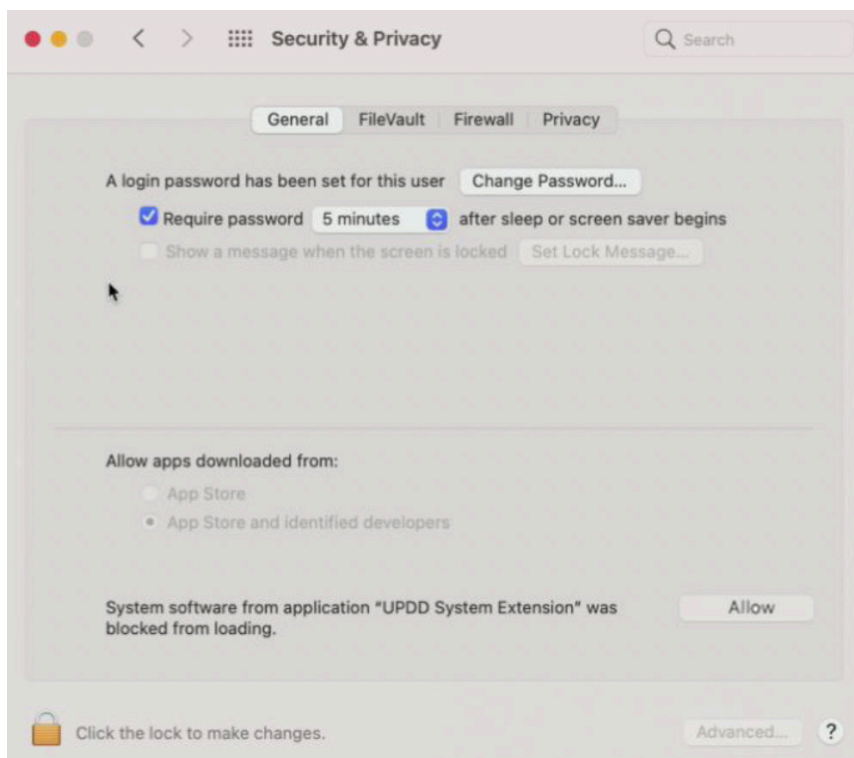 Security & Privacy
Search
General FileVault Firewall Privacy
A login password has been set for this user Change Password...
Require password 5 minutes after sleep or screen saver begins
Show a message when the screen is locked Set Lock Message...
Allow apps downloaded from:
App Store
App Store and identified developers
System software from application “UPDD System Extension” was Allow
blocked from loading.
Click the lock to make changes. Advanced... ?